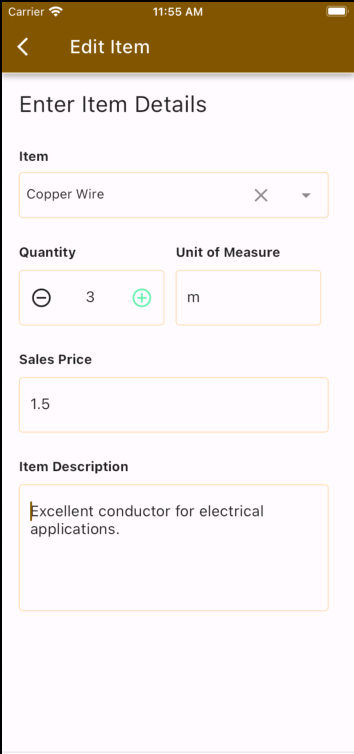 Carrier 11:55 AM
Edit Item
Enter Item Details
Item
Copper Wire
Quantity Unit of Measure
3 m
Sales Price
1.5
Item Description
Excellent conductor for electrical
applications.